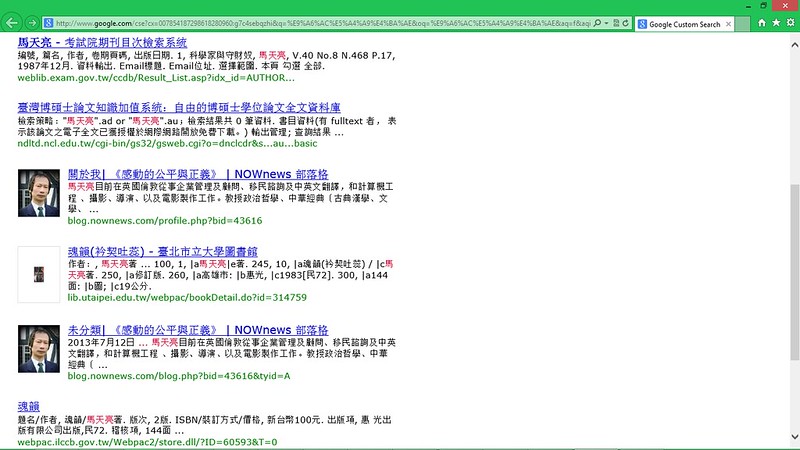 http://www.google.com/cse?cx=007854187298618280960:g7c4sebqzhi&q=%E9%A6%AC%E5%A4%A9%E4%BA%AE&oq=%E9%A6%AC%E5%A4%A9%E4%BA%AE&aq=f&aqi
Google Custom Search
馬天亮 - 考試院期刊目次檢索系統
編號, 篇名, 作者, 卷期頁碼, 出版日期. 1, 科學家與守財奴, 馬天亮, V.40 No.8 N.468 P.17,
1987年12月. 資料輸出. Email標題. Email位址. 選擇範圍. 本頁 勾選 全部.
weblib.exam.gov.tw/ccdb/Result_List.asp?idx_id=AUTHOR...
臺灣博碩士論文知識加值系統：自由的博碩士學位論文全文資料庫
檢索策略："馬天亮".ad or "馬天亮".au；檢索結果共 0 筆資料. 書目資料(有 fulltext 者， 表
示該論文之電子全文已獲授權於網際網路開放免費下載。) 輸出管理; 查詢結果 ...
ndltd.ncl.edu.tw/cgi-bin/gs32/gsweb.cgi?o=dnclcdr&s...au...basic
關於我| 《感動的公平與正義》 | NOWnews 部落格
馬天亮目前在英國倫敦從事企業管理及顧問、移民諮詢及中英文翻譯，和計算機工
程 、攝影、導演、以及電影製作工作。教授政治哲學、中華經典〔古典漢學、文
學、 ...
blog.nownews.com/profile.php?bid=43616
魂韻(衿契吐蕊) - 臺北市立大學圖書館
作者：, 馬天亮著 ... 100, 1, |a馬天亮|e著. 245, 10, |a魂韻(衿契吐蕊) / |c馬
天亮著. 250, |a修訂版. 260, |a高雄市: |b惠光, |c1983[民72]. 300, |a144
面: |b圖; |c19公分.
lib.utaipei.edu.tw/webpac/bookDetail.do?id=314759
未分類| 《感動的公平與正義》 | NOWnews 部落格
2013年7月12日 ... 馬天亮目前在英國倫敦從事企業管理及顧問、移民諮詢及中英
文翻譯，和計算機工程 、攝影、導演、以及電影製作工作。教授政治哲學、中華
經典〔 ...
blog.nownews.com/blog.php?bid=43616&tyid=A
魂韻
題名/作者, 魂韻/馬天亮著. 版次, 2版. ISBN/裝訂方式/價格, 新台幣100元. 出版項, 惠 光出
版有限公司出版,民72. 稽核項, 144面 ...
webpac.ilccb.gov.tw/Webpac2/store.dll/?ID=60593&T=0